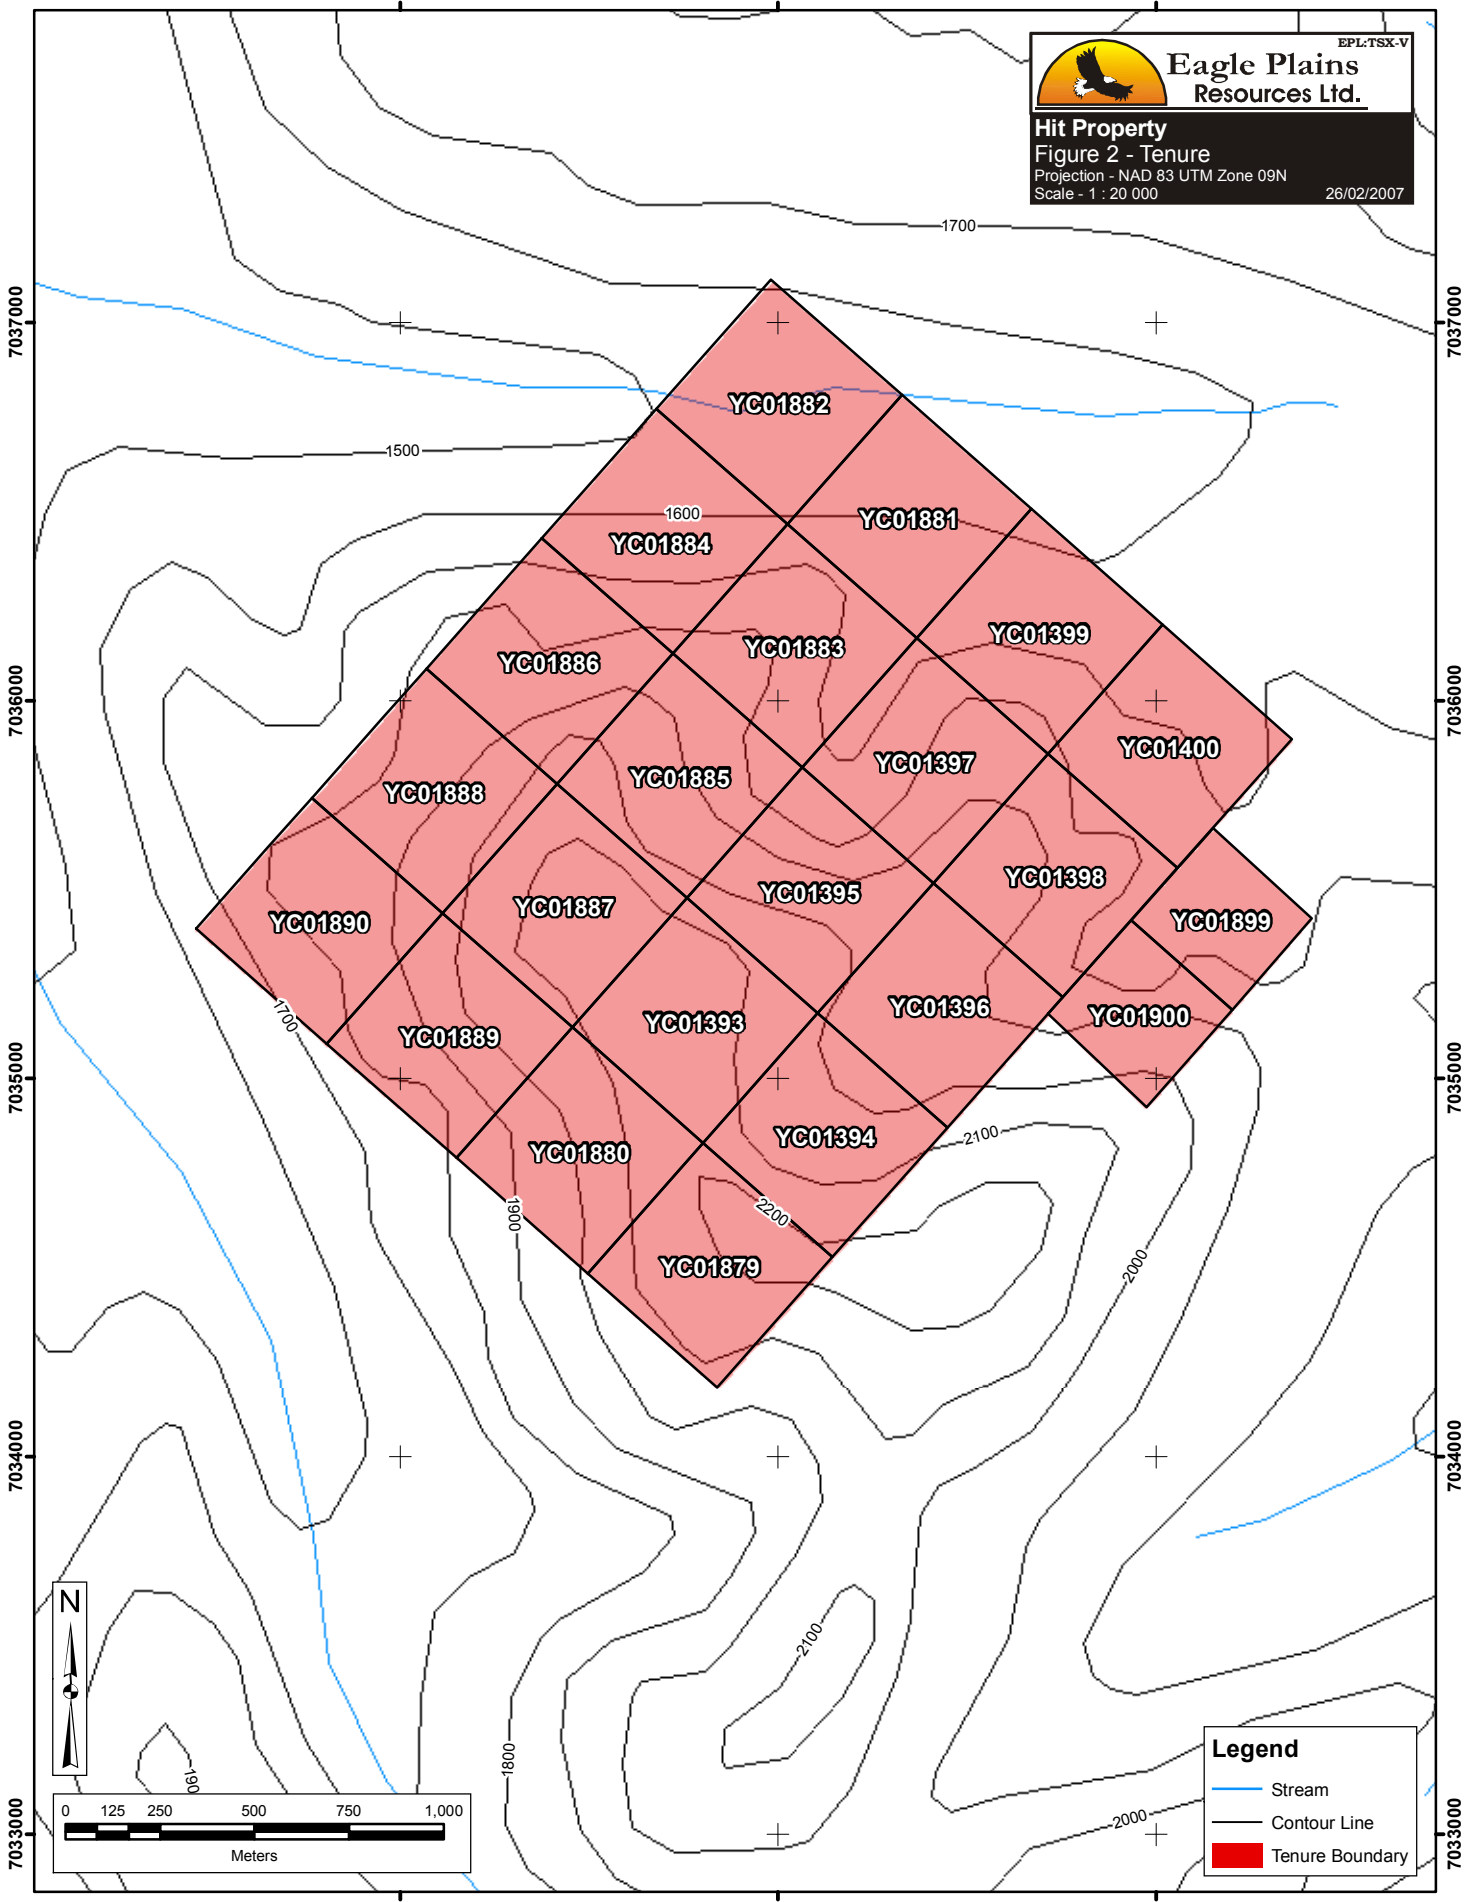 EPL:TSX-V
Eagle Plains
Resources Ltd.
Hit Property
Figure 2 - Tenure
Projection - NAD 83 UTM Zone 09N
Scale - 1 : 20 000
26/02/2007
1700
7037000
7037000
YC01882
1500
1600
YC01881
YC01884
YC01399
YC01883
YC01886
7036000
7036000
YC01400
YC01397
YC01885
YC01888
YC01398
YC01395
YC01887
YC01899
YC01890
YC01396
1700
YC01393
YC01900
YC01889
7035000
7035000
YC01394
2100
YC01880
1900
2200
YC01879
2000
7034000
7034000
N
2100
1800
190
2000
7033000
7033000
0 125 250 500 750 1,000
Meters
Legend
Stream
Contour Line
Tenure Boundary